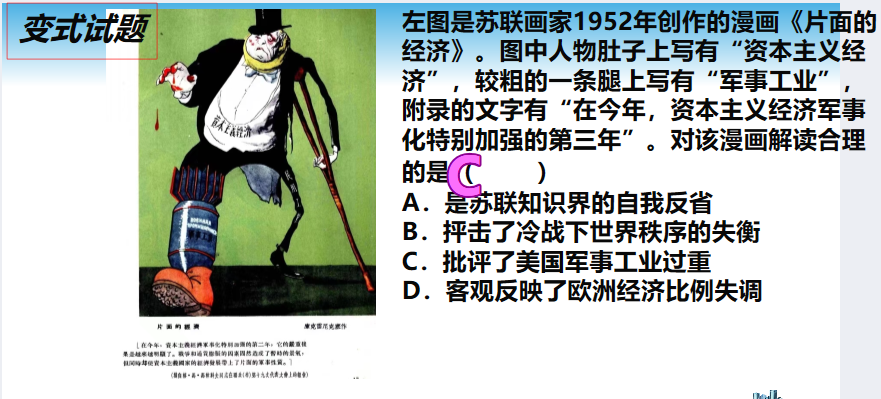 变式试题
左图是苏联画家1952年创作的漫画《片面的
经济》。图中人物肚子上写有“资本主义经
济”，较粗的一条腿上写有“军事工业”，
附录的文字有“在今年，资本主义经济军事
化特别加强的第三年”。对该漫画解读合理
的是（ C ）
A．是苏联知识界的自我反省
B．抨击了冷战下世界秩序的失衡
C．批评了美国军事工业过重
D．客观反映了欧洲经济比例失调
资本主义經濟
片面的經濟